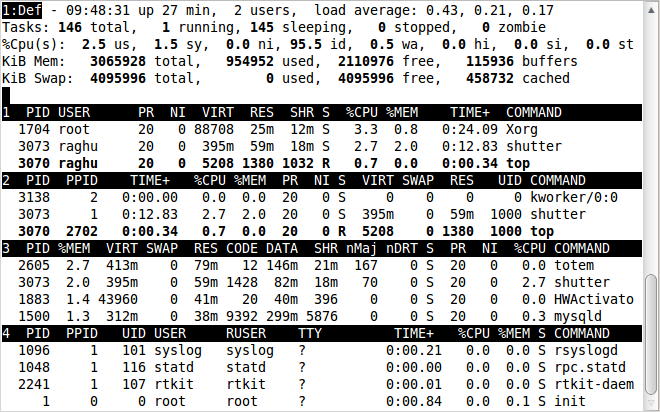 1:Def - 09:48:31 up 27 min,  2 users,  load average: 0.43, 0.21, 0.17
Tasks: 146 total,   1 running, 145 sleeping,   0 stopped,   0 zombie
%Cpu(s):  2.5 us,  1.5 sy,  0.0 ni, 95.5 id,  0.5 wa,  0.0 hi,  0.0 si,  0.0 st
KiB Mem:   3065928 total,   954952 used,  2110976 free,   115936 buffers
KiB Swap:  4095996 total,        0 used,  4095996 free,   458732 cached
1  PID USER      PR  NI  VIRT  RES  SHR S  %CPU %MEM    TIME+  COMMAND
  1704 root      20   0 88708  25m  12m S   3.3  0.8   0:24.09 Xorg
  3073 raghu     20   0  395m  59m  18m S   2.7  2.0   0:12.83 shutter
  3070 raghu     20   0  5208 1380 1032 R   0.7  0.0   0:00.34 top
2  PID  PPID    TIME+   %CPU %MEM  PR  NI S  VIRT SWAP  RES   UID COMMAND
  3138     2   0:00.00   0.0  0.0  20   0 S     0    0    0     0 kworker/0:0
  3073     1   0:12.83   2.7  2.0  20   0 S  395m    0  59m  1000 shutter
  3070  2702   0:00.34   0.7  0.0  20   0 R  5208    0 1380  1000 top
3  PID %MEM  VIRT SWAP  RES CODE DATA  SHR nMaj nDRT S  PR  NI  %CPU COMMAND
  2605  2.7  413m    0  79m   12 146m  21m  167    0 S  20   0   0.0 totem
  3073  2.0  395m    0  59m 1428  82m  18m   70    0 S  20   0   2.7 shutter
  1883  1.4 43960    0  41m   20  40m  396    0    0 S  20   0   0.0 HWActivato
  1500  1.3  312m    0  38m 9392 299m 5876    0    0 S  20   0   0.3 mysqld
4  PID  PPID   UID USER     RUSER    TTY         TIME+   %CPU %MEM S COMMAND
  1096     1   101 syslog   syslog   ?          0:00.21   0.0  0.0 S rsyslogd
  1048     1   116 statd    statd    ?          0:00.00   0.0  0.0 S rpc.statd
  2241     1   107 rtkit    rtkit    ?          0:00.01   0.0  0.0 S rtkit-daem
     1     0     0 root     root     ?          0:00.84   0.0  0.1 S init